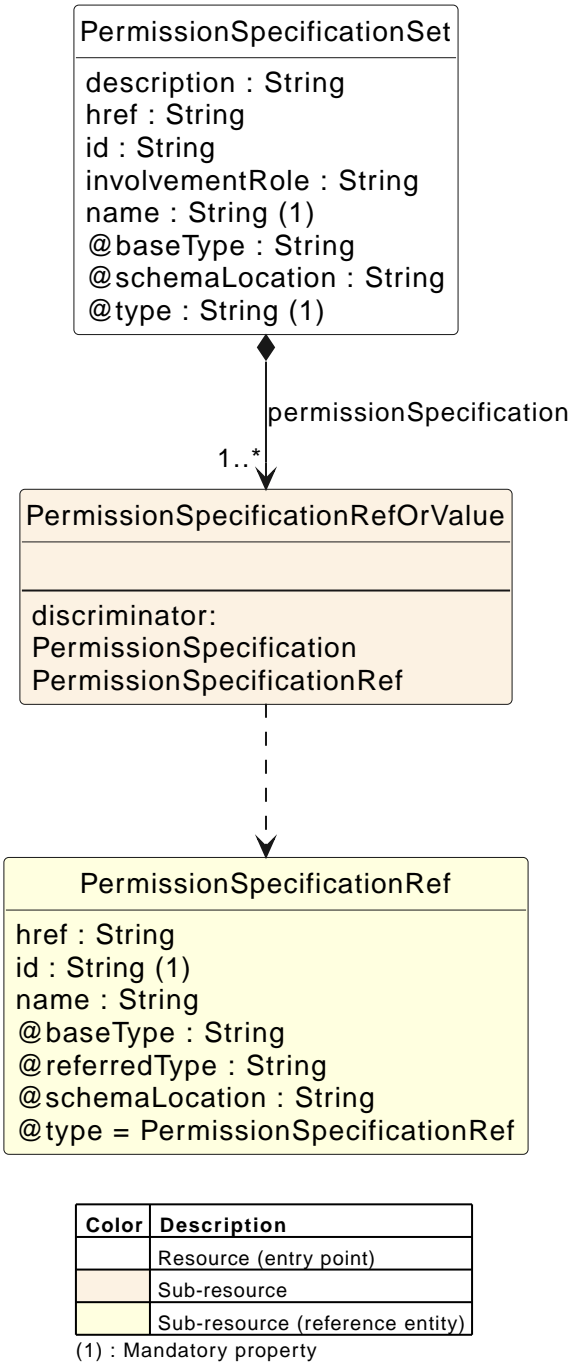 PermissionSpecificationSet
description : String
href : String
id : String
involvementRole : String
name : String (1)
@baseType : String
@schemaLocation : String
@type : String (1)
permissionSpecification
1..*
PermissionSpecificationRefOrValue
discriminator:
PermissionSpecification
PermissionSpecificationRef
PermissionSpecificationRef
href : String
id : String (1)
name : String
@baseType : String
@referredType : String
@schemaLocation : String
@type = PermissionSpecificationRef
Color Description
Resource (entry point)
Sub-resource
Sub-resource (reference entity)
(1) : Mandatory property